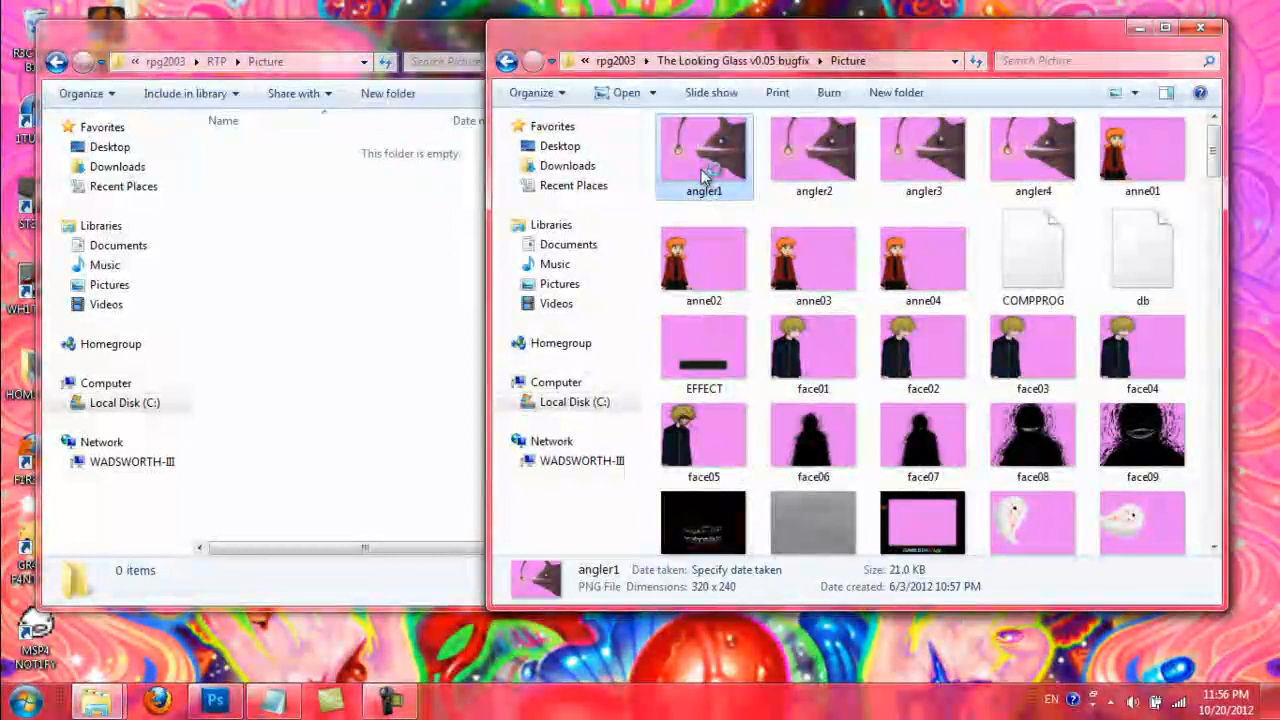 rpg2003 RTP Picture
Organize Include in library Share with New folder
Name
This folder is empty.
Favorites
Desktop
Downloads
Recent Places
Libraries
Documents
Music
Pictures
Videos
Homegroup
Computer
Local Disk (C:)
Network
WADSWORTH-III
0 items
rpg2003 The Looking Glass v0.05 bugfix Picture
Search Picture
Organize Open Slide show Print Burn New folder
Favorites
Desktop
Downloads
Recent Places
Libraries
Documents
Music
Pictures
Videos
Homegroup
Computer
Local Disk (C:)
Network
WADSWORTH-III
angler1 angler2 angler3 angler4 anne01
anne02 anne03 anne04 COMPPROG db
EFFECT face01 face02 face03 face04
face05 face06 face07 face08 face09
angler1 Date taken: Specify date taken Size: 21.0 KB
PNG File Dimensions: 320 x 240 Date created: 6/3/2012 10:57 PM
MSP4
N0T1FY
Ps
EN
11:56 PM
10/20/2012